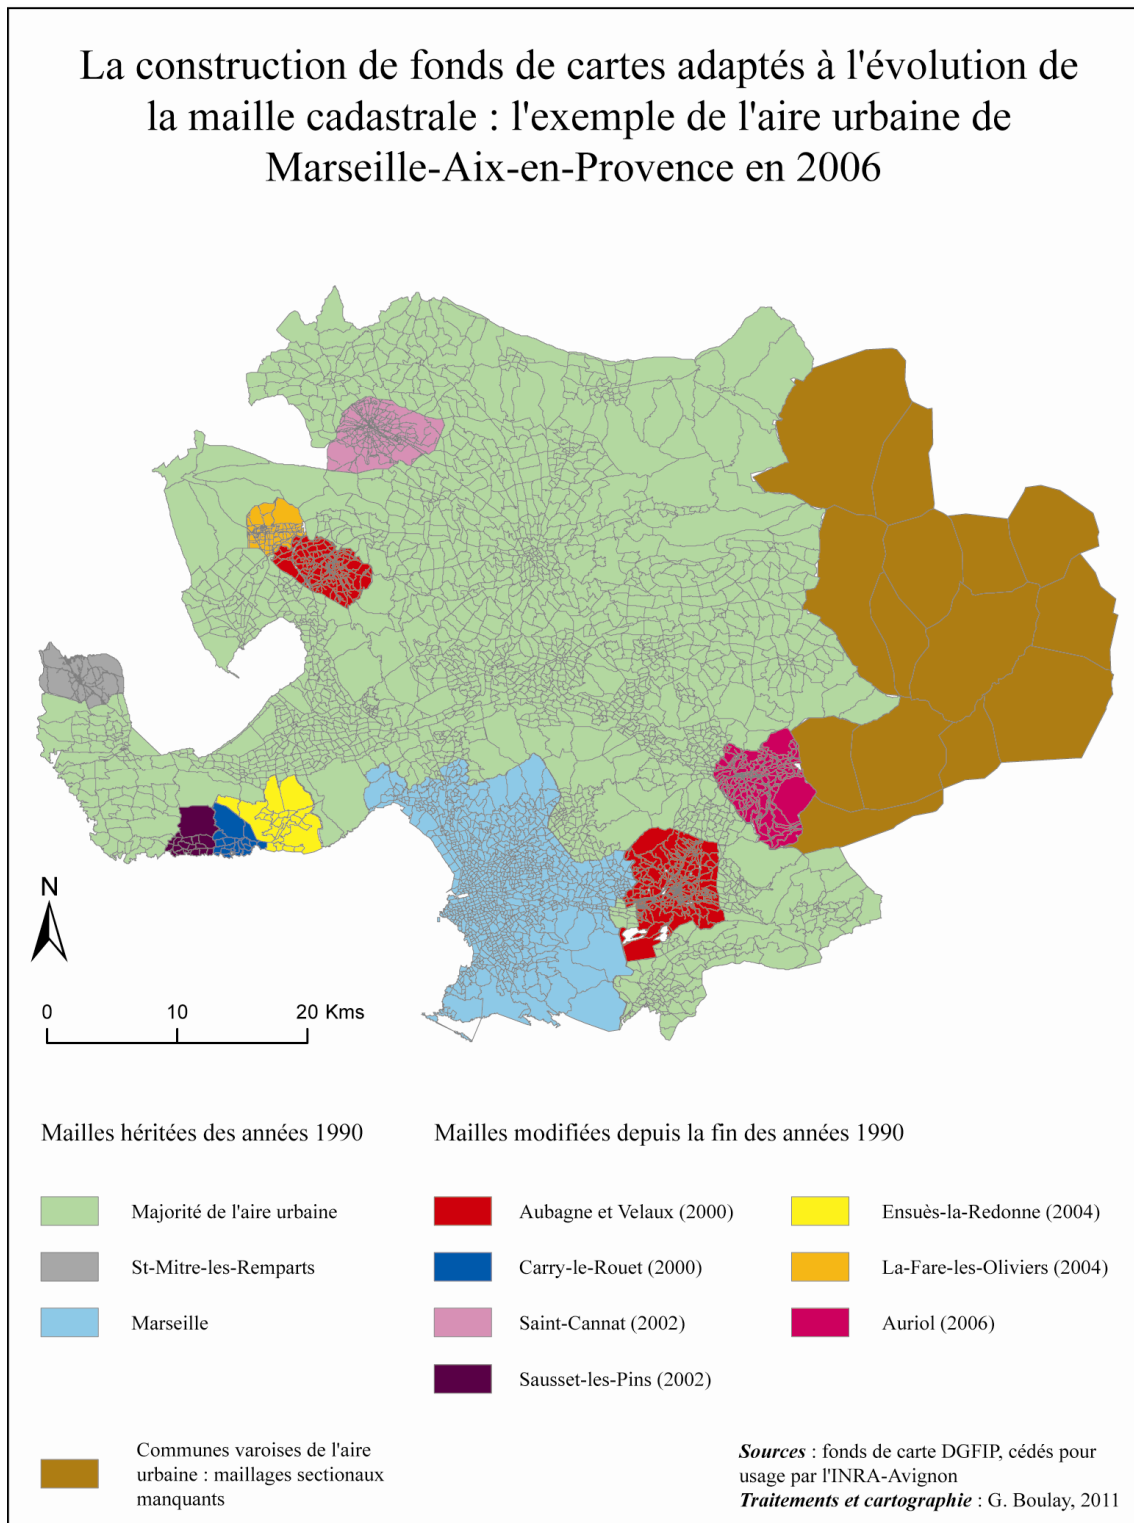 La construction de fonds de cartes adaptés à l'évolution de
la maille cadastrale : l'exemple de l'aire urbaine de
Marseille-Aix-en-Provence en 2006
N
0 10 20 Kms
Mailles héritées des années 1990
Majorité de l'aire urbaine
St-Mitre-les-Remparts
Marseille
Mailles modifiées depuis la fin des années 1990
Aubagne et Velaux (2000)
Carry-le-Rouet (2000)
Saint-Cannat (2002)
Sausset-les-Pins (2002)
Ensuès-la-Redonne (2004)
La-Fare-les-Oliviers (2004)
Auriol (2006)
Communes varoises de l'aire
urbaine : maillages sectionaux
manquants
Sources : fonds de carte DGFIP, cédés pour
usage par l'INRA-Avignon
Traitements et cartographie : G. Boulay, 2011